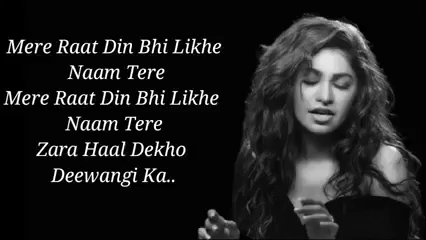 Mere Raat Din Bhi Likhe
Naam Tere
Mere Raat Din Bhi Likhe
Naam Tere
Zara Haal Dekho
Deewangi Ka..